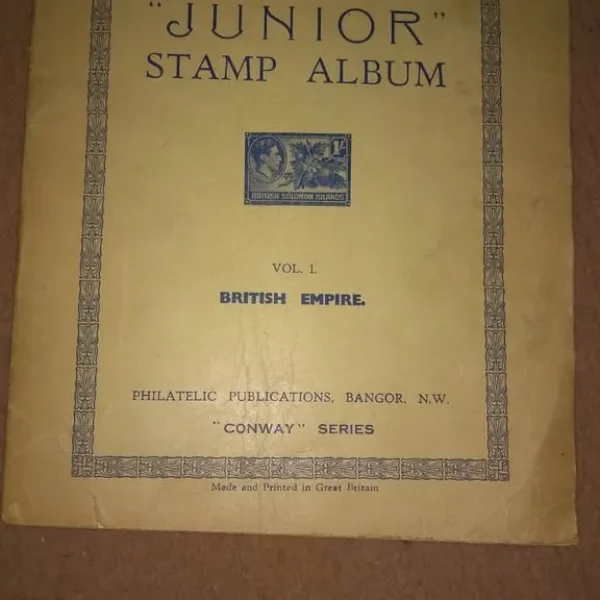 "JUNIOR"
STAMP ALBUM
1/-
BRITISH SOLOMON ISLANDS
VOL. 1.
BRITISH EMPIRE.
PHILATELIC PUBLICATIONS, BANGOR, N.W.
"CONWAY" SERIES
Made and Printed in Great Britain